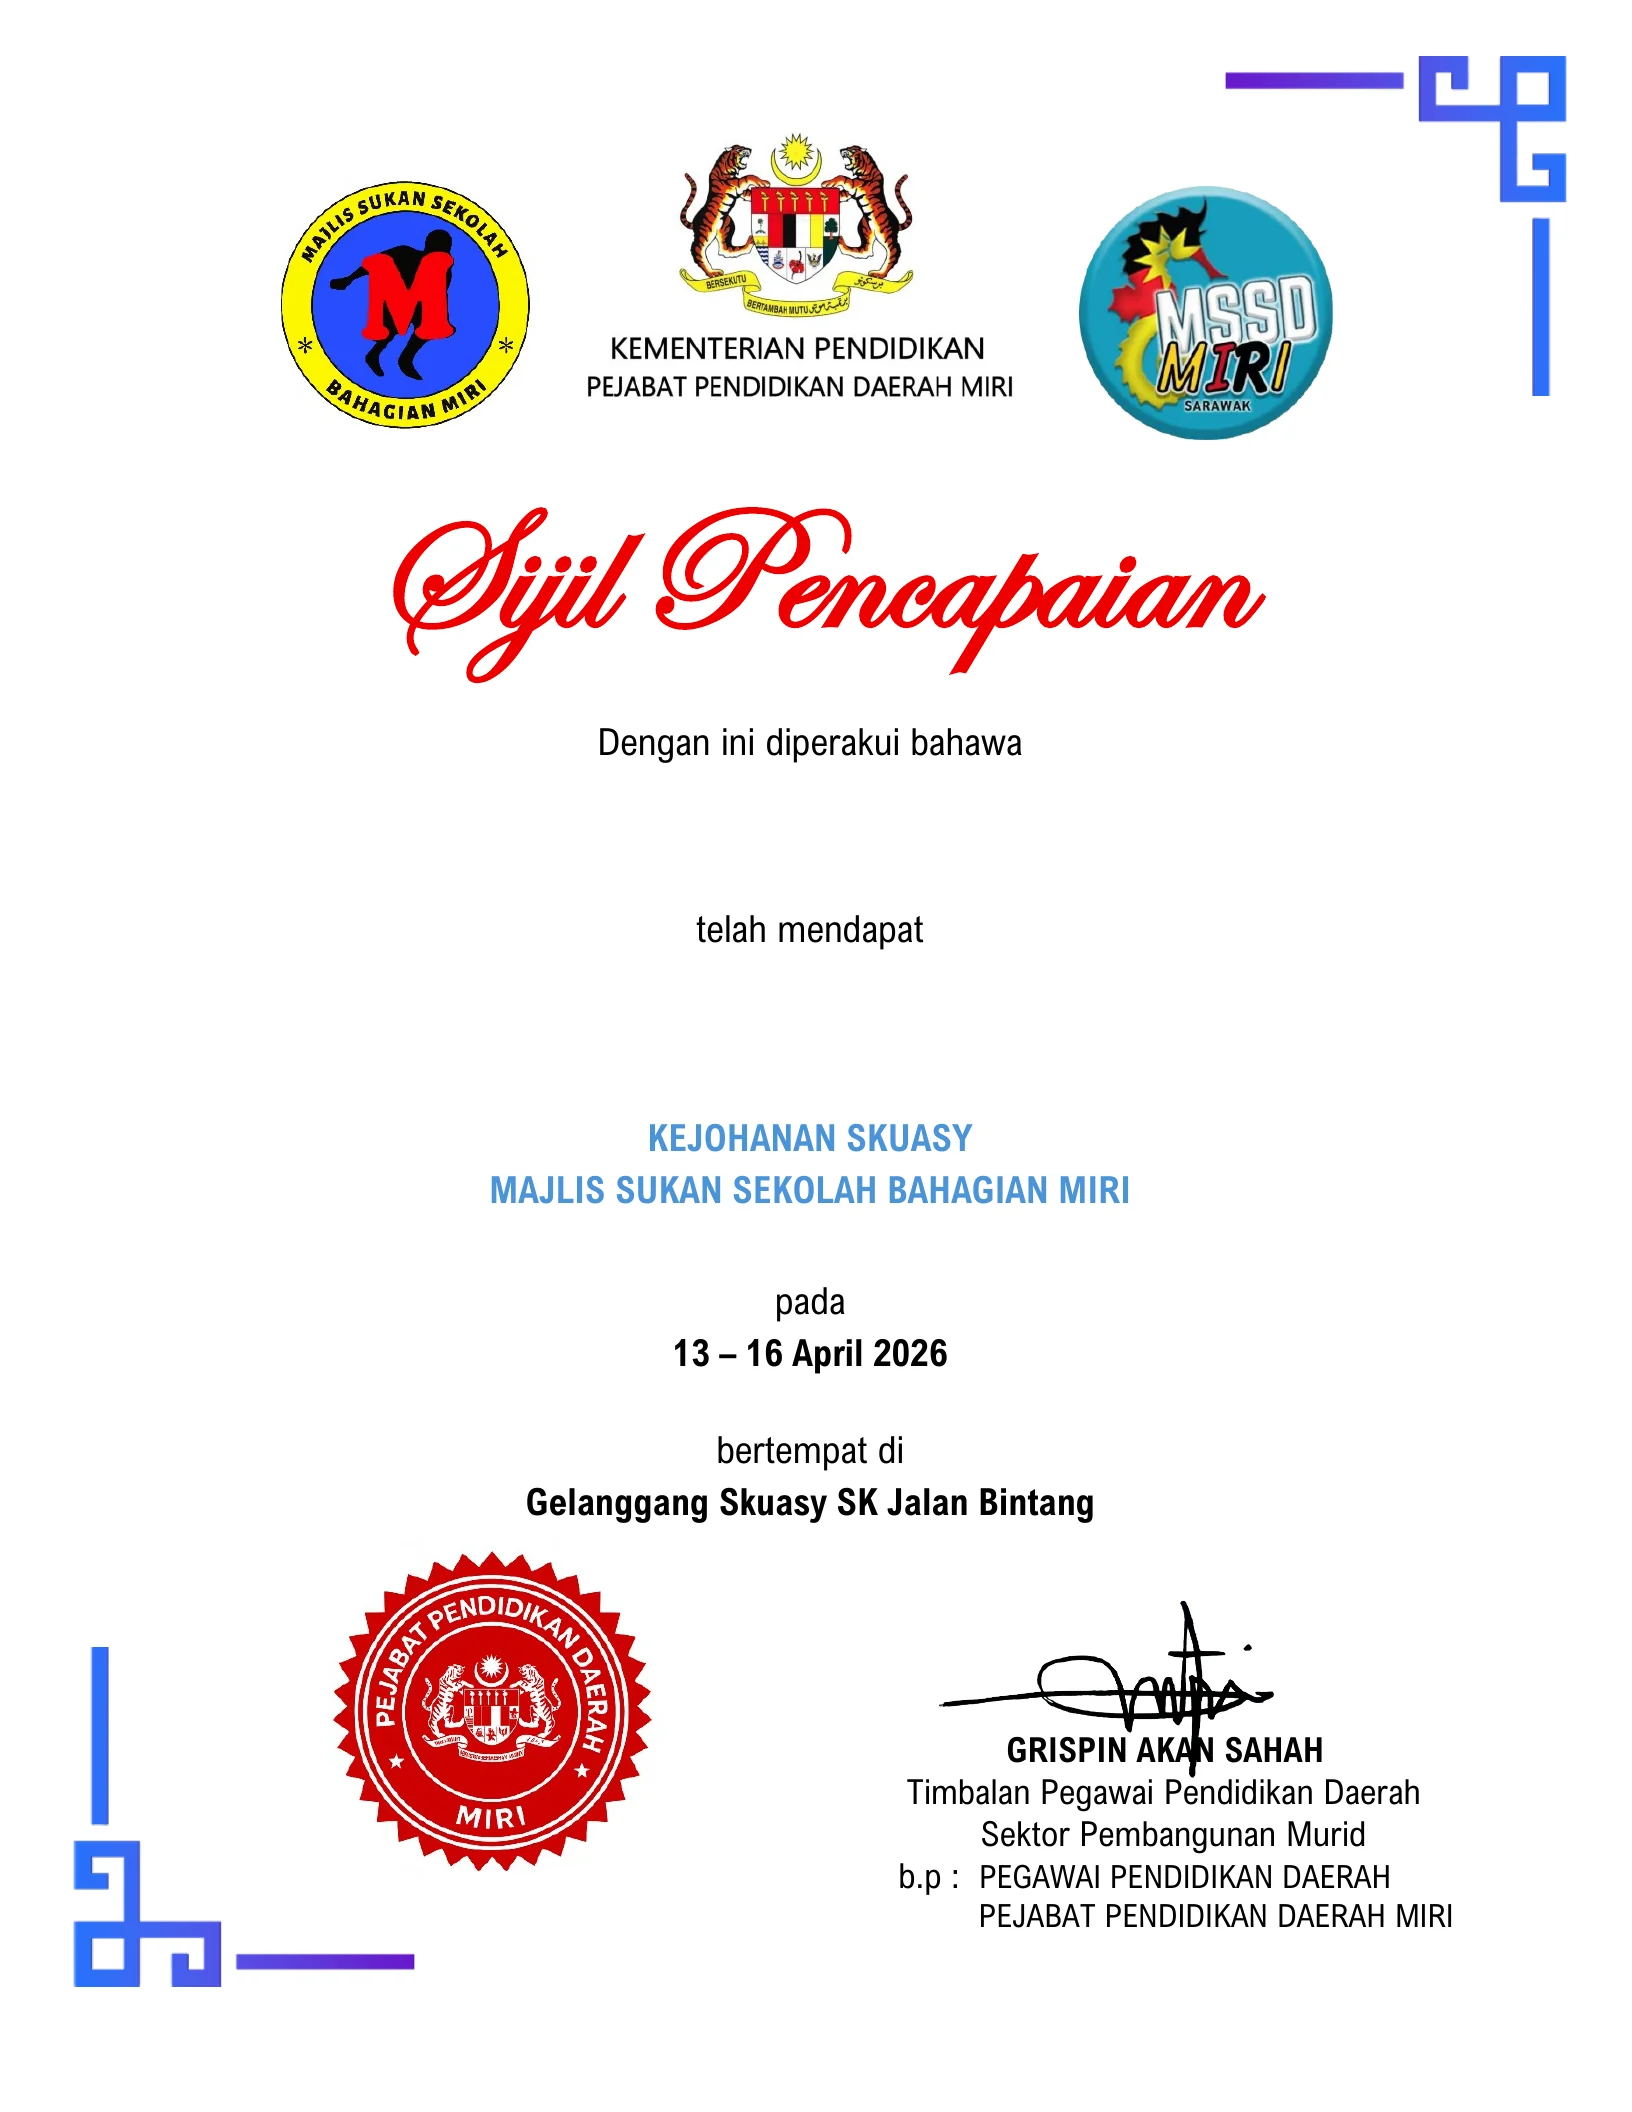 MAJLIS SUKAN SEKOLAH
M
BAHAGIAN MIRI
BERSEKUTU
BERTAMBAH MUTU
KEMENTERIAN PENDIDIKAN
PEJABAT PENDIDIKAN DAERAH MIRI
MSSD
MIRI
SARAWAK
Sijil Pencapaian
Dengan ini diperakui bahawa
telah mendapat
KEJOHANAN SKUASY
MAJLIS SUKAN SEKOLAH BAHAGIAN MIRI
pada
13 – 16 April 2026
bertempat di
Gelanggang Skuasy SK Jalan Bintang
PEJABAT PENDIDIKAN DAERAH
MIRI
GRISPIN AKAN SAHAH
Timbalan Pegawai Pendidikan Daerah
Sektor Pembangunan Murid
b.p : PEGAWAI PENDIDIKAN DAERAH
PEJABAT PENDIDIKAN DAERAH MIRI